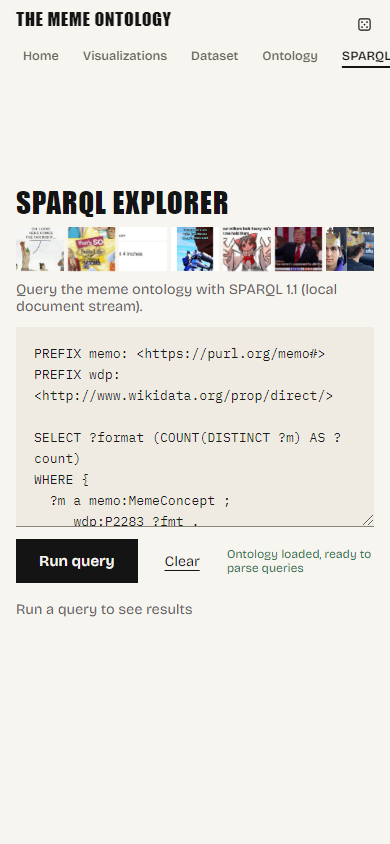 THE MEME ONTOLOGY
Home Visualizations Dataset Ontology SPARQL
SPARQL EXPLORER
Query the meme ontology with SPARQL 1.1 (local
document stream).
PREFIX memo: <https://purl.org/memo#>
PREFIX wdp:
<http://www.wikidata.org/prop/direct/>
SELECT ?format (COUNT(DISTINCT ?m) AS ?
count)
WHERE {
?m a memo:MemeConcept ;
wdp:P2283 ?fmt .
Run query Clear Ontology loaded, ready to
parse queries
Run a query to see results